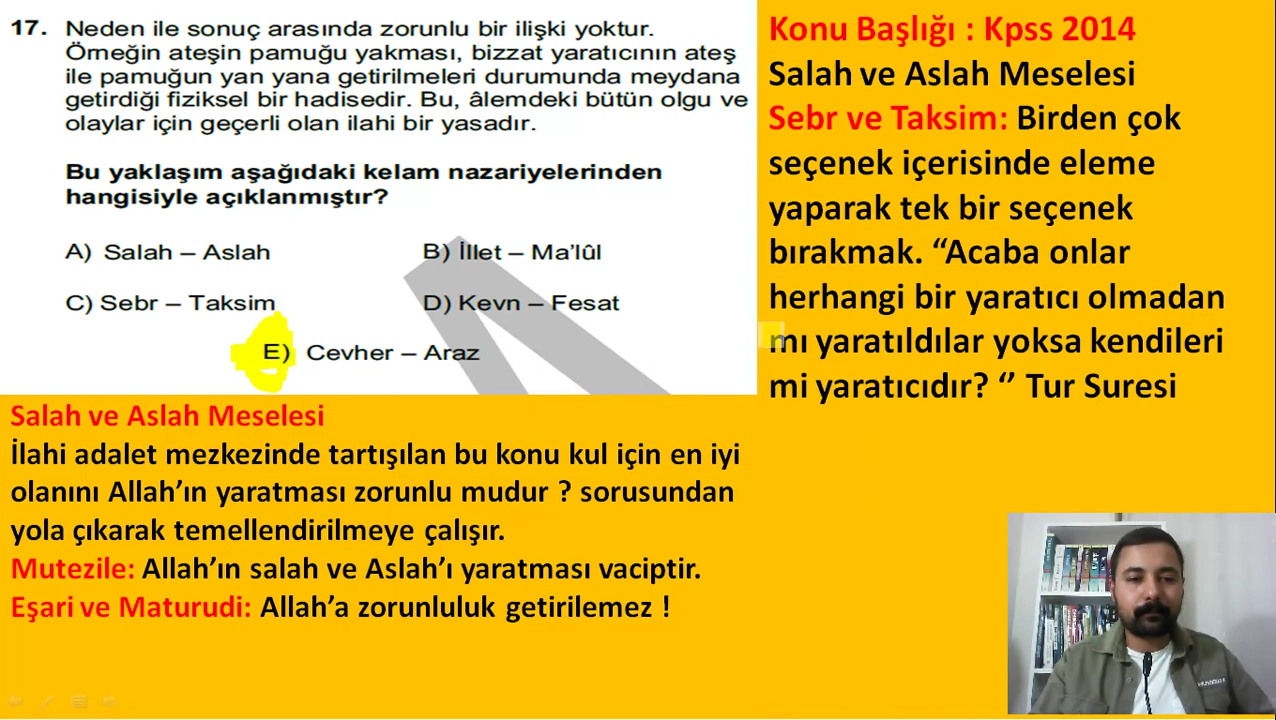 17. Neden ile sonuç arasında zorunlu bir ilişki yoktur.
Örneğin ateşin pamuğu yakması, bizzat yaratıcının ateş
ile pamuğun yan yana getirilmeleri durumunda meydana
getirdiği fiziksel bir hadisedir. Bu, âlemdeki bütün olgu ve
olaylar için geçerli olan ilahi bir yasadır.
Bu yaklaşım aşağıdaki kelam nazariyelerinden
hangisiyle açıklanmıştır?
A) Salah – Aslah
B) İllet – Ma’lûl
C) Sebr – Taksim
D) Kevn – Fesat
E) Cevher – Araz
Konu Başlığı : Kpss 2014
Salah ve Aslah Meselesi
Sebr ve Taksim: Birden çok
seçenek içerisinde eleme
yaparak tek bir seçenek
bırakmak. “Acaba onlar
herhangi bir yaratıcı olmadan
mı yaratıldılar yoksa kendileri
mi yaratıcıdır? ‘’ Tur Suresi
Salah ve Aslah Meselesi
İlahi adalet mezkezinde tartışılan bu konu kul için en iyi
olanını Allah’ın yaratması zorunlu mudur ? sorusundan
yola çıkarak temellendirilmeye çalışır.
Mutezile: Allah’ın salah ve Aslah’ı yaratması vaciptir.
Eşari ve Maturudi: Allah’a zorunluluk getirilemez !